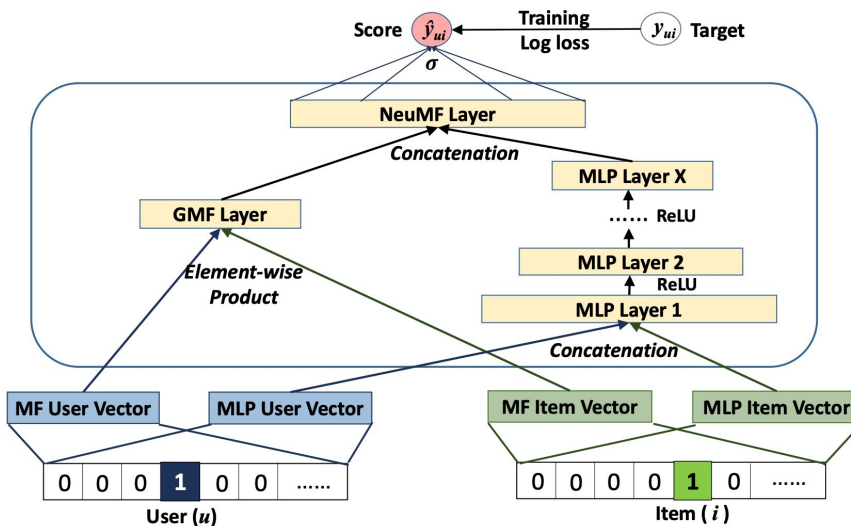 Score ŷui Training yui Target
Log loss
σ
NeuMF Layer
Concatenation
MLP Layer X
GMF Layer
...... ReLU
Element-wise
Product
MLP Layer 2
ReLU
MLP Layer 1
Concatenation
MF User Vector MLP User Vector MF Item Vector MLP Item Vector
0 0 0 1 0 0 ...... 0 0 0 0 1 0 ......
User (u) Item ( i )